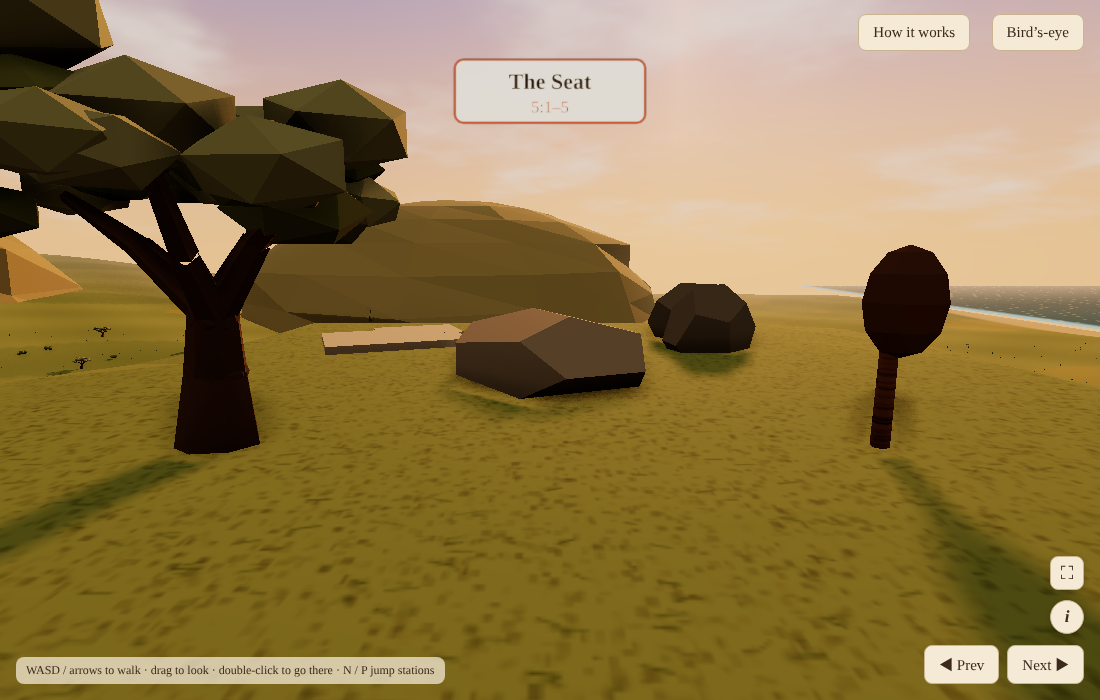 How it works
Bird's-eye
The Seat
5:1–5
i
WASD / arrows to walk · drag to look · double-click to go there · N / P jump stations
◀ Prev
Next ▶